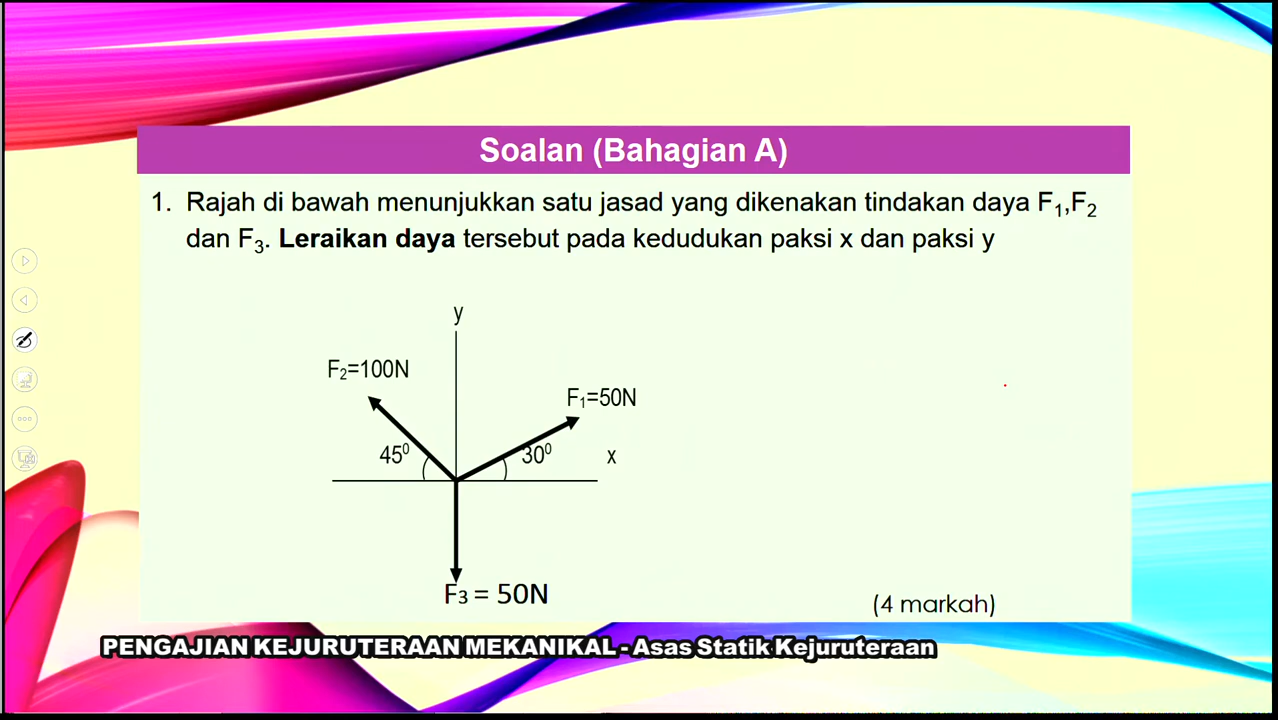 Soalan (Bahagian A)
1. Rajah di bawah menunjukkan satu jasad yang dikenakan tindakan daya F₁,F₂
dan F₃. Leraikan daya tersebut pada kedudukan paksi x dan paksi y
y
F₂=100N
F₁=50N
45⁰
30⁰
x
F₃ = 50N
(4 markah)
PENGAJIAN KEJURUTERAAN MEKANIKAL - Asas Statik Kejuruteraan